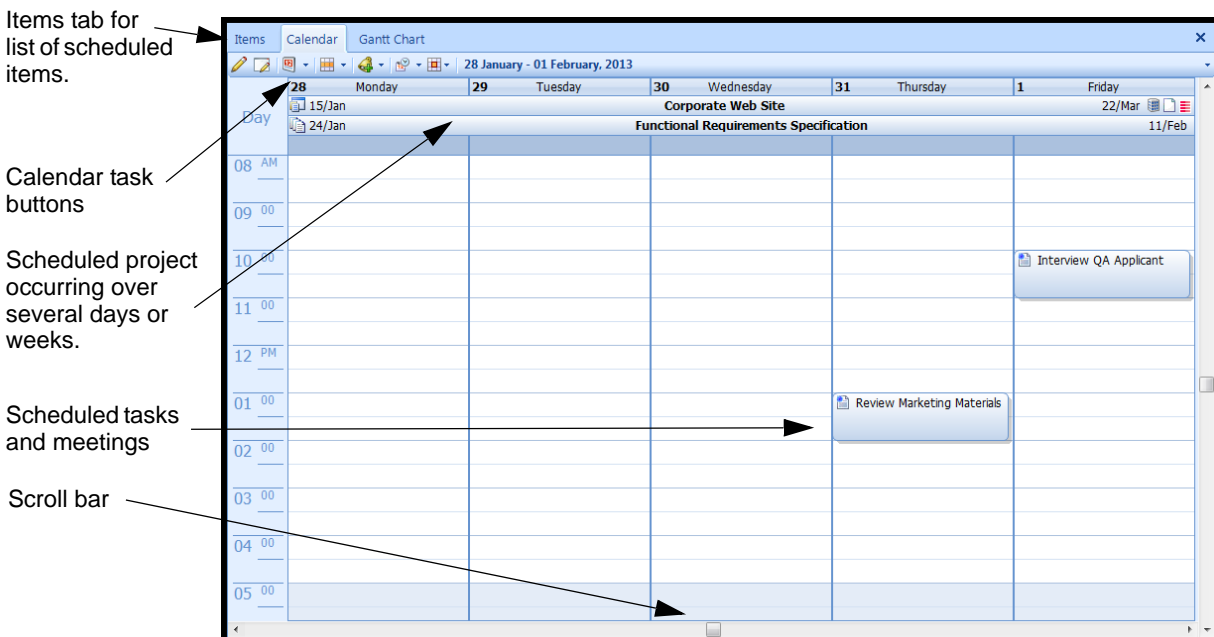 Items tab for
list of scheduled
items.
Items Calendar Gantt Chart
28 January - 01 February, 2013
28 Monday 29 Tuesday 30 Wednesday 31 Thursday 1 Friday
Day
15/Jan Corporate Web Site 22/Mar
24/Jan Functional Requirements Specification 11/Feb
08 AM
Calendar task
buttons
09 00
Scheduled project
occurring over
several days or
weeks.
10 00
Interview QA Applicant
11 00
12 PM
01 00
Review Marketing Materials
Scheduled tasks
and meetings
02 00
Scroll bar
03 00
04 00
05 00